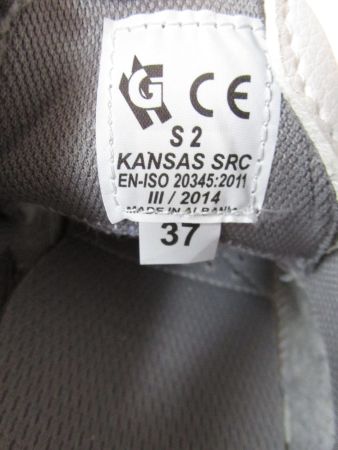 G CE
S 2
KANSAS SRC
EN-ISO 20345:2011
III / 2014
MADE IN ALBANIA
37